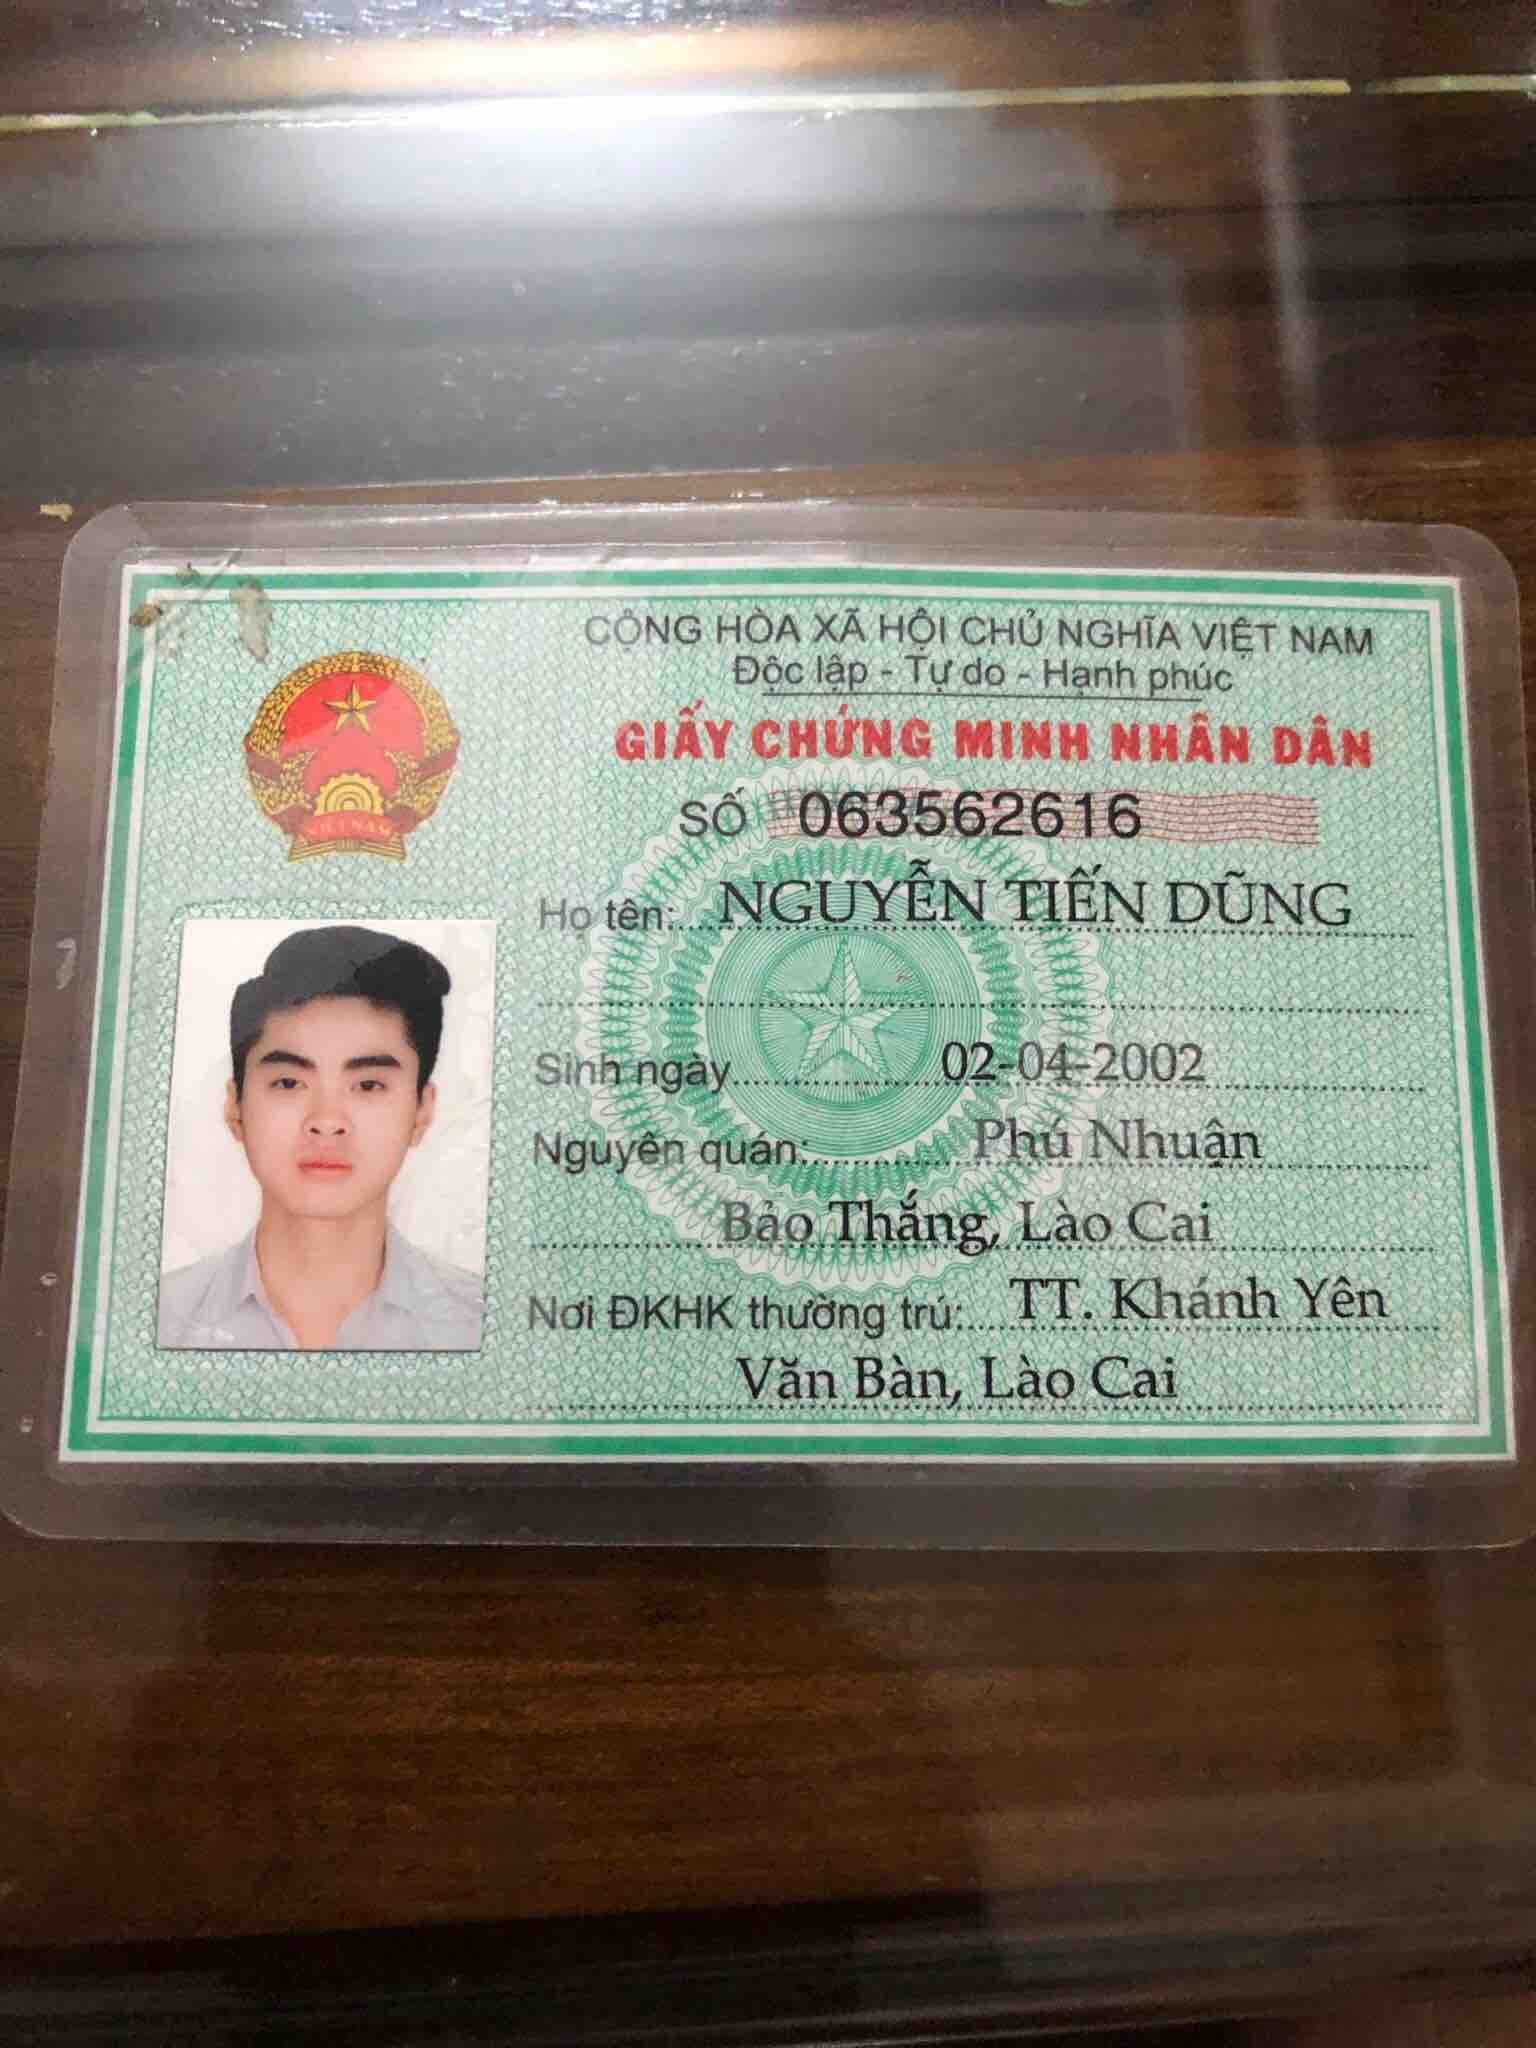 CỘNG HÒA XÃ HỘI CHỦ NGHĨA VIỆT NAM
Độc lập - Tự do - Hạnh phúc
GIẤY CHỨNG MINH NHÂN DÂN
SỐ 063562616
Họ tên: NGUYỄN TIẾN DŨNG
Sinh ngày 02-04-2002
Nguyên quán: Phú Nhuận
Bảo Thắng, Lào Cai
Nơi ĐKHK thường trú: TT. Khánh Yên
Văn Bàn, Lào Cai
VIỆT NAM